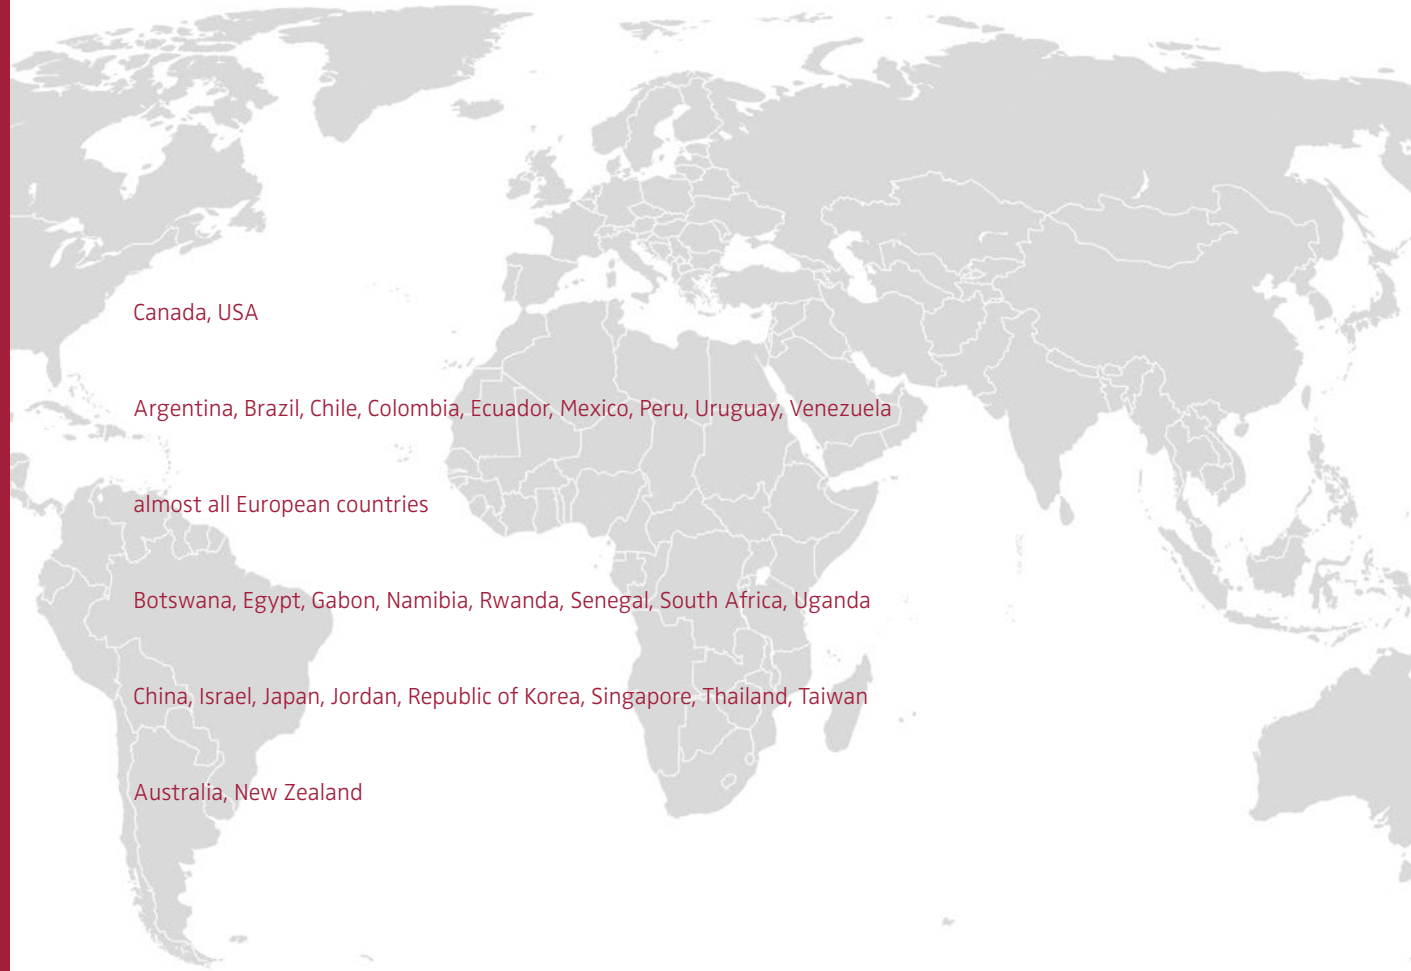 Canada, USA
Argentina, Brazil, Chile, Colombia, Ecuador, Mexico, Peru, Uruguay, Venezuela
almost all European countries
Botswana, Egypt, Gabon, Namibia, Rwanda, Senegal, South Africa, Uganda
China, Israel, Japan, Jordan, Republic of Korea, Singapore, Thailand, Taiwan
Australia, New Zealand